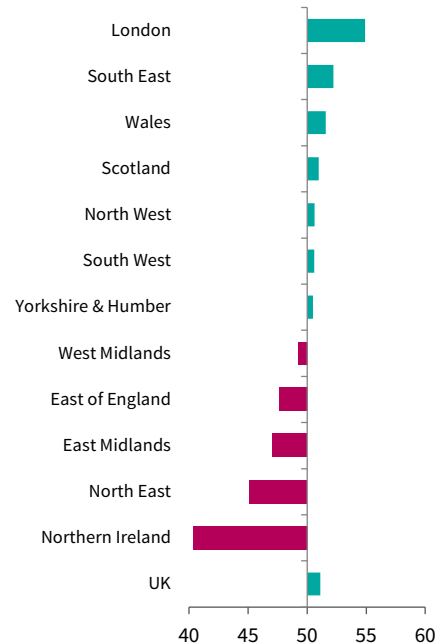 London
South East
Wales
Scotland
North West
South West
Yorkshire & Humber
West Midlands
East of England
East Midlands
North East
Northern Ireland
UK
40 45 50 55 60